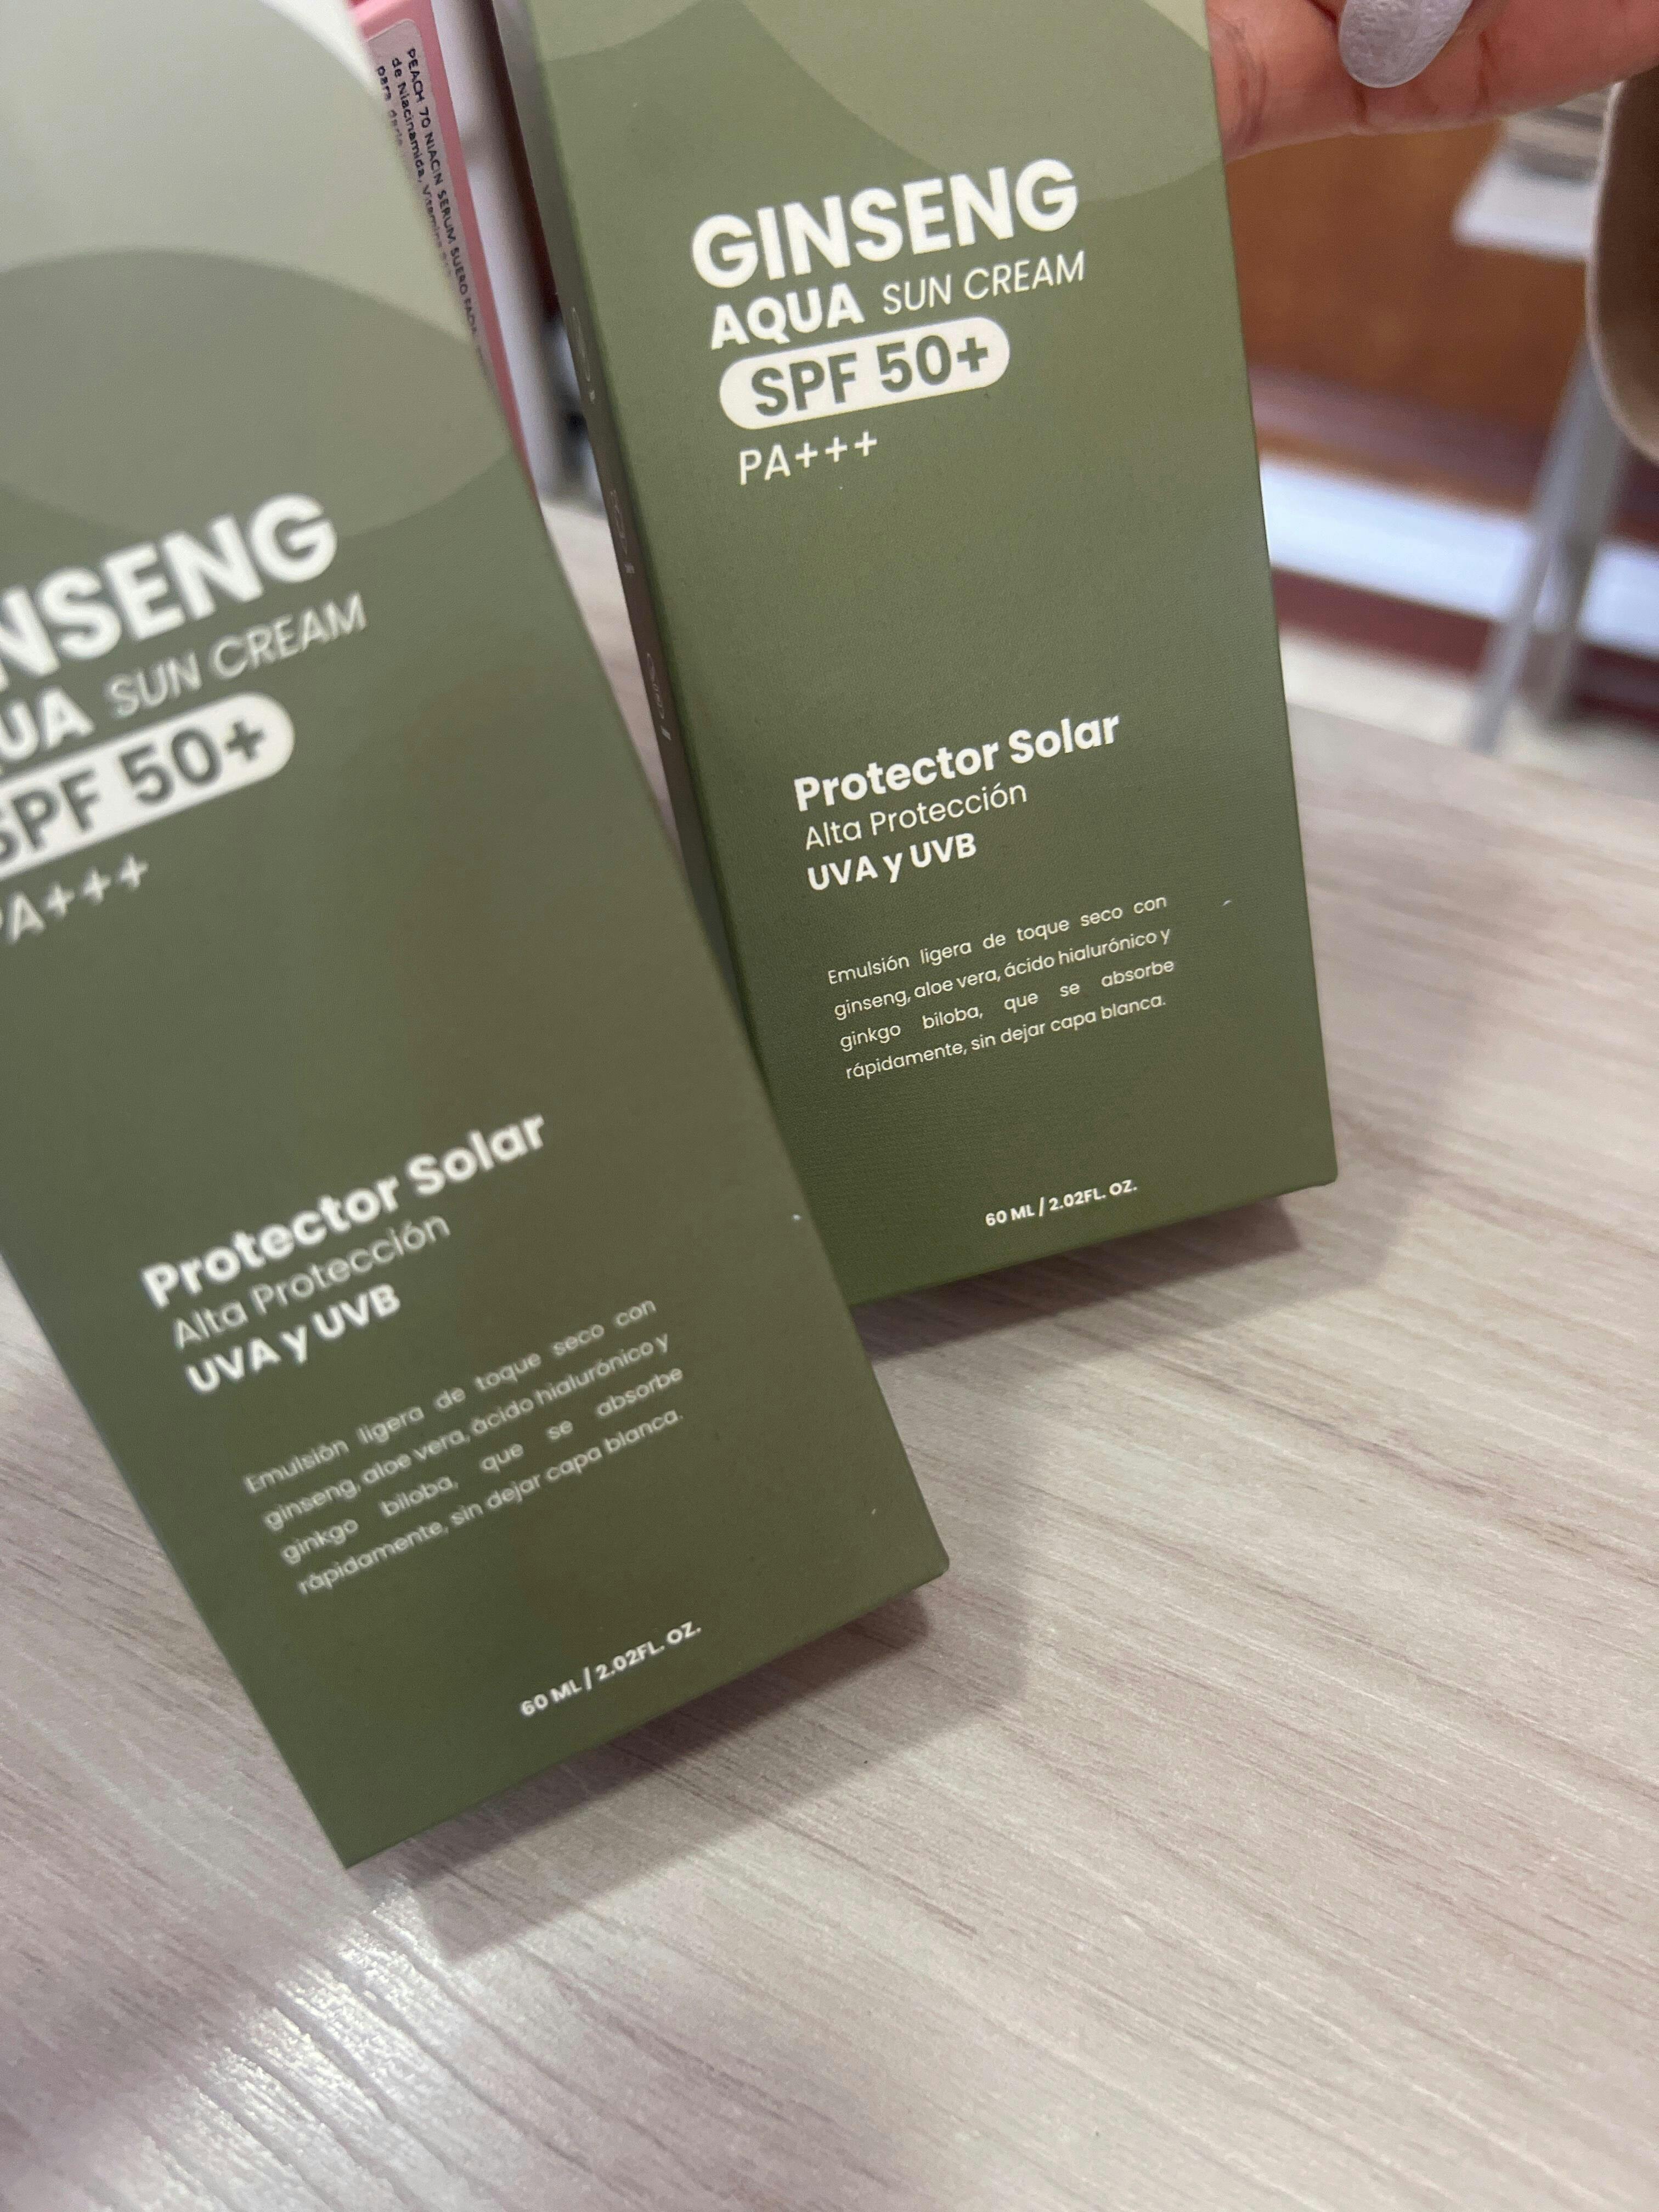 PEACH 70 NIACIN SERUM SUERO
de Niacinamida,
para
GINSENG
AQUA SUN CREAM
SPF 50+
PA+++
Protector Solar
Alta Protección
UVA y UVB
Emulsión ligera de toque seco con
ginseng, aloe vera, ácido hialurónico y
ginkgo biloba, que se absorbe
rápidamente, sin dejar capa blanca.
60 ML / 2.02FL. OZ.
NSENG
UA SUN CREAM
SPF 50+
PA+++
Protector Solar
Alta Protección
UVA y UVB
Emulsión ligera de toque seco con
ginseng, aloe vera, ácido hialurónico y
ginkgo biloba, que se absorbe
rápidamente, sin dejar capa blanca.
60 ML / 2.02FL. OZ.